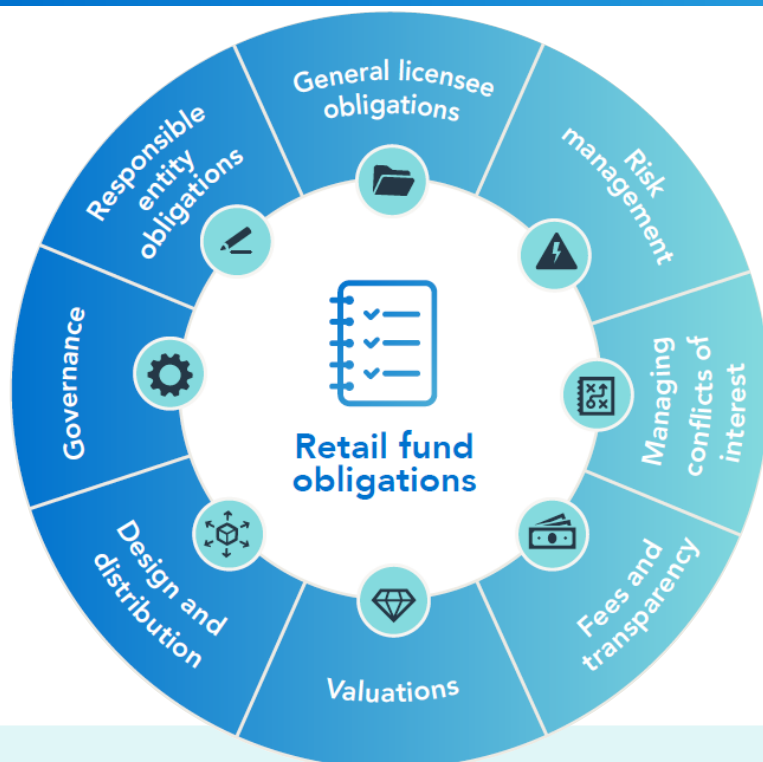 General licensee
obligations
Risk
management
Managing
conflicts of
interest
Fees and
transparency
Valuations
Design and
distribution
Governance
Responsible
entity
obligations
Retail fund
obligations